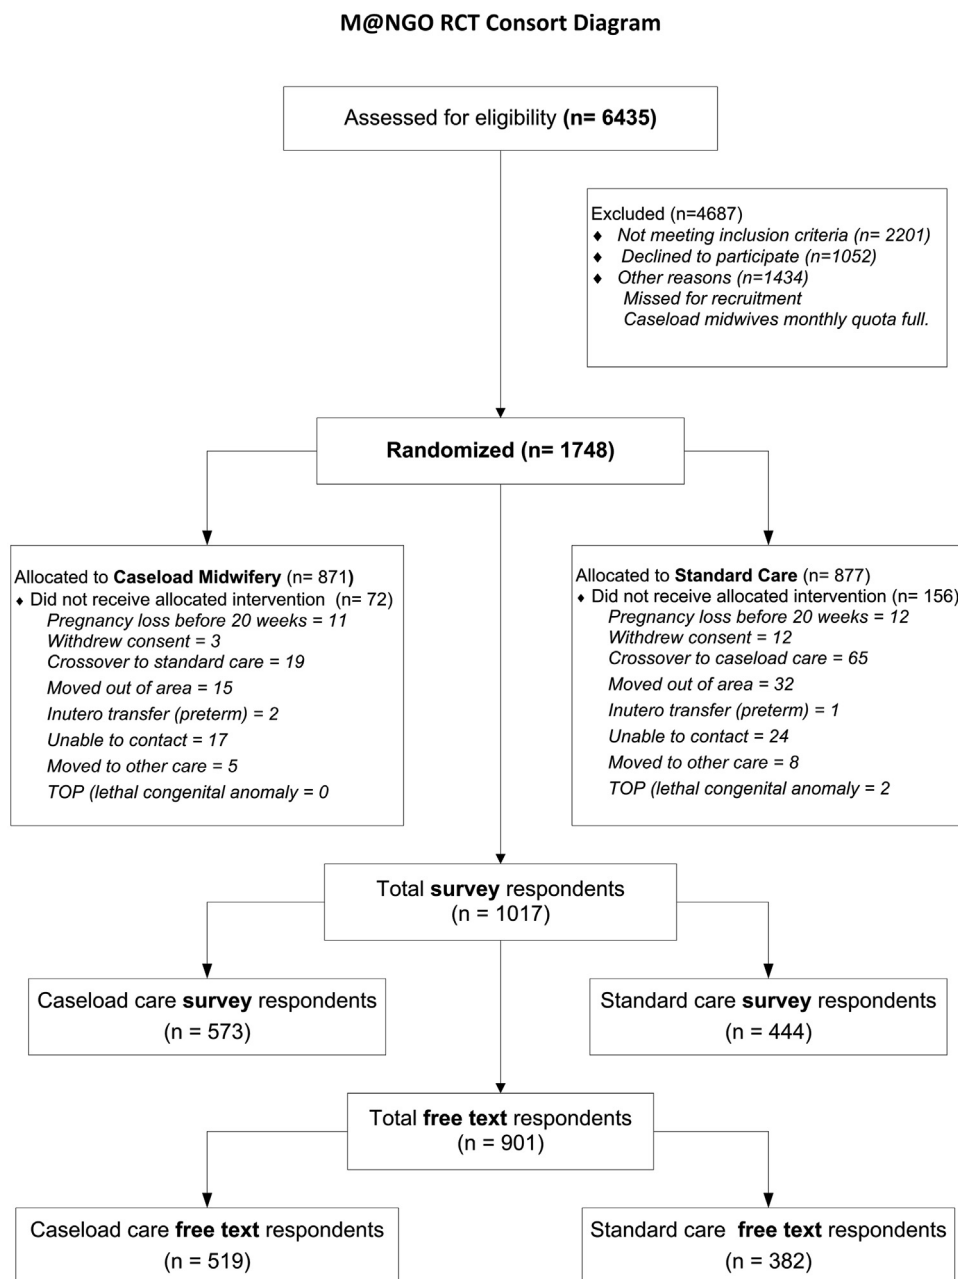 M@NGO RCT Consort Diagram
Assessed for eligibility (n= 6435)
Excluded (n=4687)
♦ Not meeting inclusion criteria (n= 2201)
♦ Declined to participate (n=1052)
♦ Other reasons (n=1434)
Missed for recruitment
Caseload midwives monthly quota full.
Randomized (n= 1748)
Allocated to Caseload Midwifery (n= 871)
♦ Did not receive allocated intervention (n= 72)
Pregnancy loss before 20 weeks = 11
Withdrew consent = 3
Crossover to standard care = 19
Moved out of area = 15
Inutero transfer (preterm) = 2
Unable to contact = 17
Moved to other care = 5
TOP (lethal congenital anomaly = 0
Allocated to Standard Care (n= 877)
♦ Did not receive allocated intervention (n= 156)
Pregnancy loss before 20 weeks = 12
Withdrew consent = 12
Crossover to caseload care = 65
Moved out of area = 32
Inutero transfer (preterm) = 1
Unable to contact = 24
Moved to other care = 8
TOP (lethal congenital anomaly = 2
Total survey respondents
(n = 1017)
Caseload care survey respondents
(n = 573)
Standard care survey respondents
(n = 444)
Total free text respondents
(n = 901)
Caseload care free text respondents
(n = 519)
Standard care free text respondents
(n = 382)